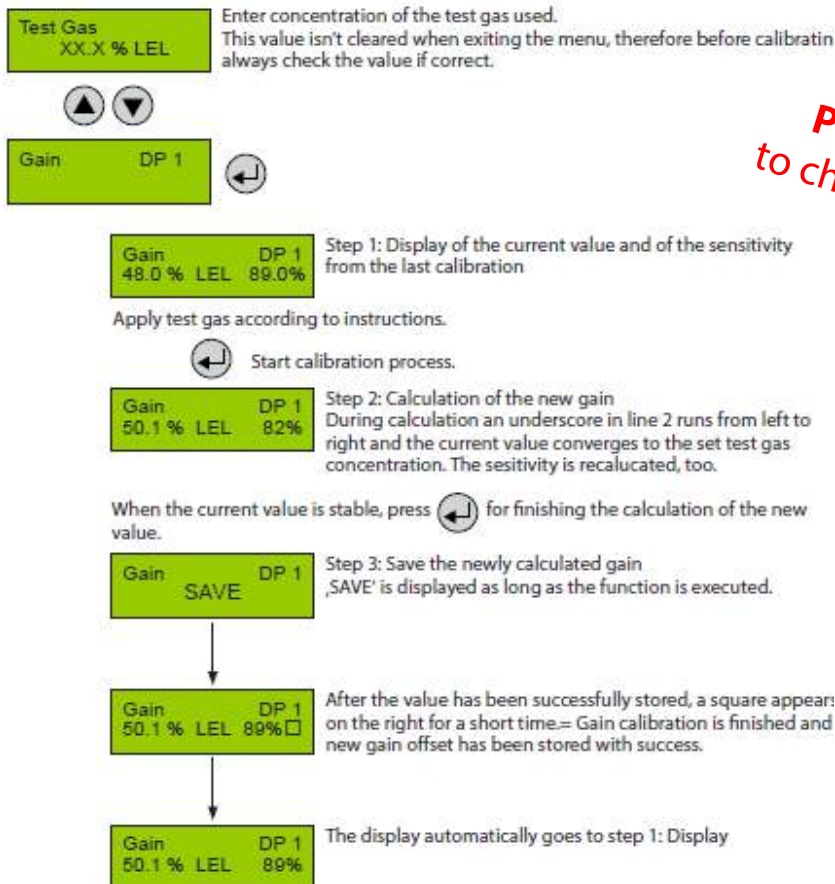 Test Gas
XX.X % LEL
Enter concentration of the test gas used.
This value isn't cleared when exiting the menu, therefore before calibratin
always check the value if correct.
Gain DP 1
P
to ch
Gain DP 1
48.0 % LEL 89.0%
Step 1: Display of the current value and of the sensitivity
from the last calibration
Apply test gas according to instructions.
Start calibration process.
Gain DP 1
50.1 % LEL 82%
Step 2: Calculation of the new gain
During calculation an underscore in line 2 runs from left to
right and the current value converges to the set test gas
concentration. The sesitivity is recalucated, too.
When the current value is stable, press for finishing the calculation of the new
value.
Gain DP 1
SAVE
Step 3: Save the newly calculated gain
‚SAVE' is displayed as long as the function is executed.
Gain DP 1
50.1 % LEL 89%□
After the value has been successfully stored, a square appears
on the right for a short time.= Gain calibration is finished and
new gain offset has been stored with success.
Gain DP 1
50.1 % LEL 89%
The display automatically goes to step 1: Display